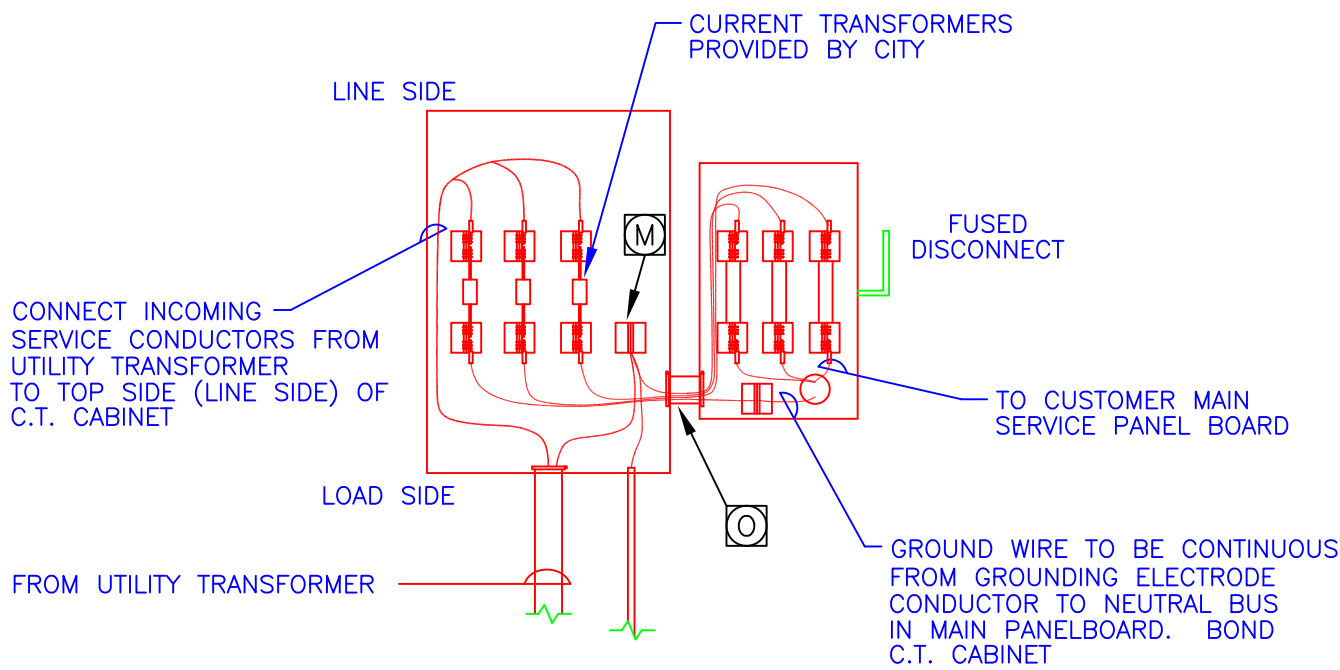 CURRENT TRANSFORMERS
PROVIDED BY CITY
LINE SIDE
M
FUSED
DISCONNECT
CONNECT INCOMING
SERVICE CONDUCTORS FROM
UTILITY TRANSFORMER
TO TOP SIDE (LINE SIDE) OF
C.T. CABINET
TO CUSTOMER MAIN
SERVICE PANEL BOARD
LOAD SIDE
O
GROUND WIRE TO BE CONTINUOUS
FROM GROUNDING ELECTRODE
CONDUCTOR TO NEUTRAL BUS
IN MAIN PANELBOARD. BOND
C.T. CABINET
FROM UTILITY TRANSFORMER